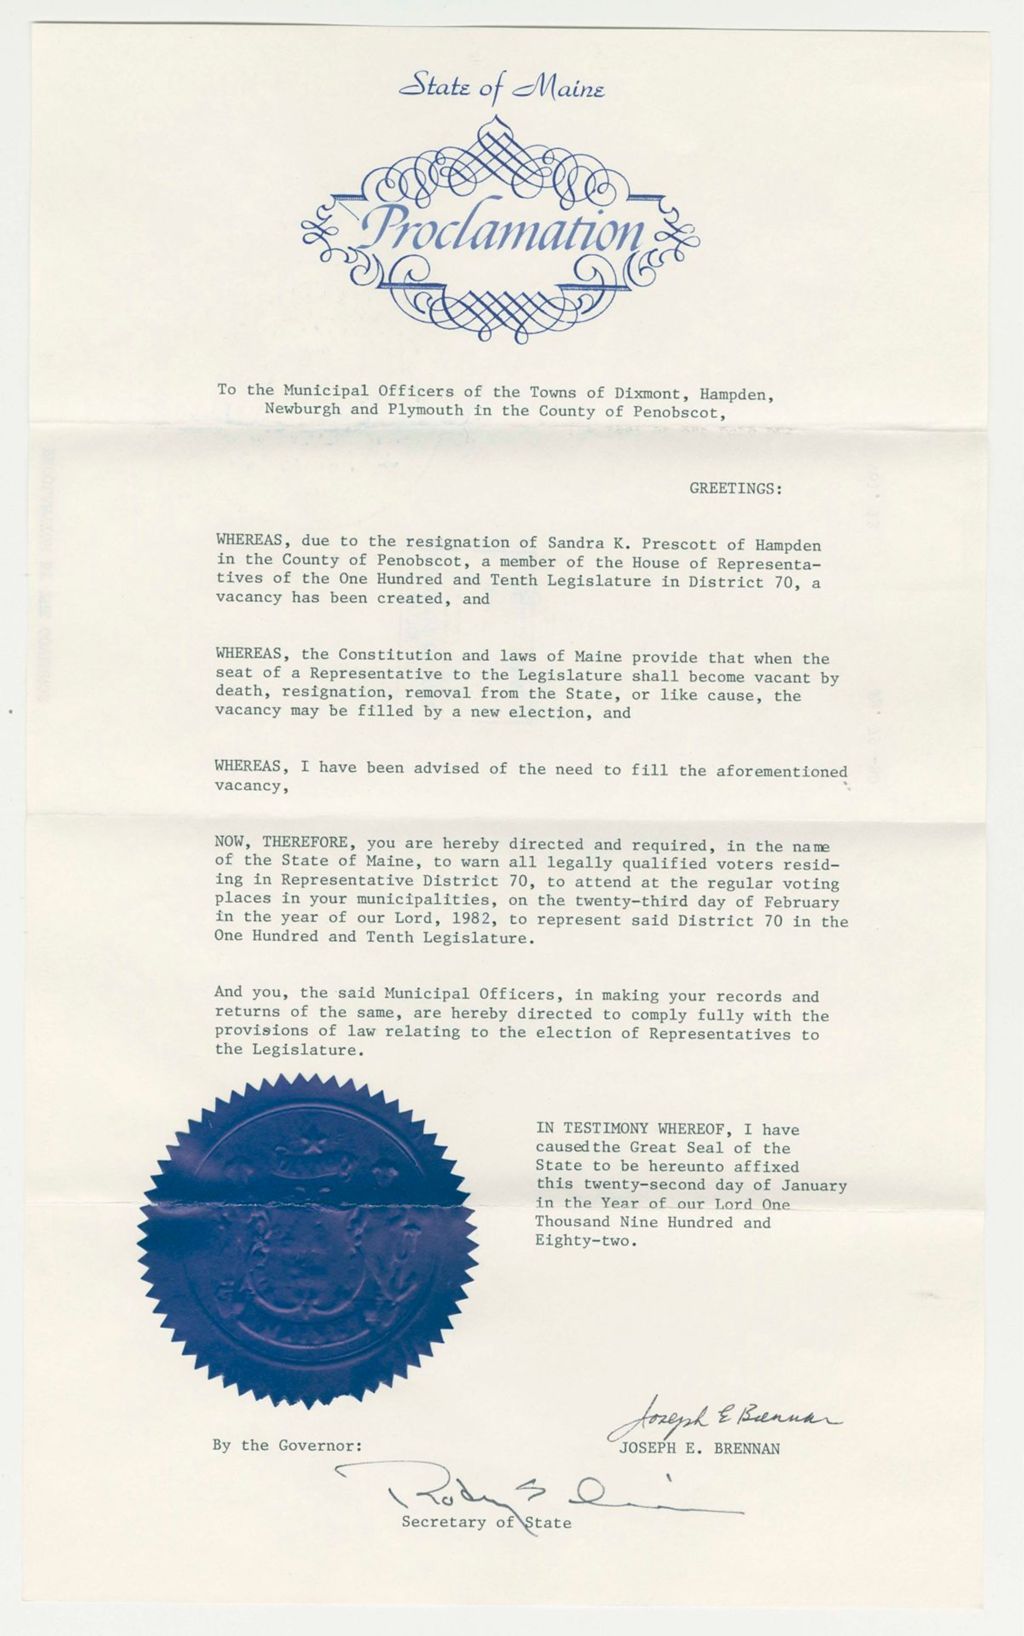 State of Maine
Proclamation
To the Municipal Officers of the Towns of Dixmont, Hampden,
Newburgh and Plymouth in the County of Penobscot,
GREETINGS:
WHEREAS, due to the resignation of Sandra K. Prescott of Hampden
in the County of Penobscot, a member of the House of Representa-
tives of the One Hundred and Tenth Legislature in District 70, a
vacancy has been created, and
WHEREAS, the Constitution and laws of Maine provide that when the
seat of a Representative to the Legislature shall become vacant by
death, resignation, removal from the State, or like cause, the
vacancy may be filled by a new election, and
WHEREAS, I have been advised of the need to fill the aforementioned
vacancy,
NOW, THEREFORE, you are hereby directed and required, in the name
of the State of Maine, to warn all legally qualified voters resid-
ing in Representative District 70, to attend at the regular voting
places in your municipalities, on the twenty-third day of February
in the year of our Lord, 1982, to represent said District 70 in the
One Hundred and Tenth Legislature.
And you, the said Municipal Officers, in making your records and
returns of the same, are hereby directed to comply fully with the
provisions of law relating to the election of Representatives to
the Legislature.
IN TESTIMONY WHEREOF, I have
caused the Great Seal of the
State to be hereunto affixed
this twenty-second day of January
in the Year of our Lord One
Thousand Nine Hundred and
Eighty-two.
Joseph E Brennan
By the Governor:
JOSEPH E. BRENNAN
Rodney S
Secretary of State